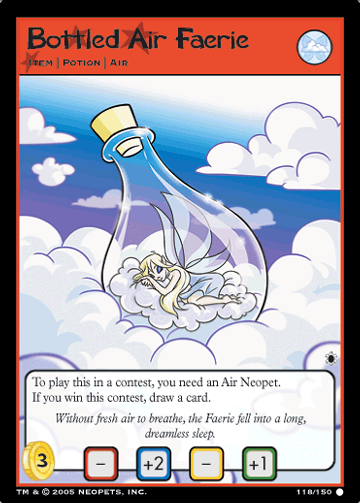 Bottled Air Faerie
Item | Potion | Air
To play this in a contest, you need an Air Neopet.
If you win this contest, draw a card.
Without fresh air to breathe, the Faerie fell into a long,
dreamless sleep.
3 – +2 – +1
TM & © 2005 NEOPETS, INC. 118/150